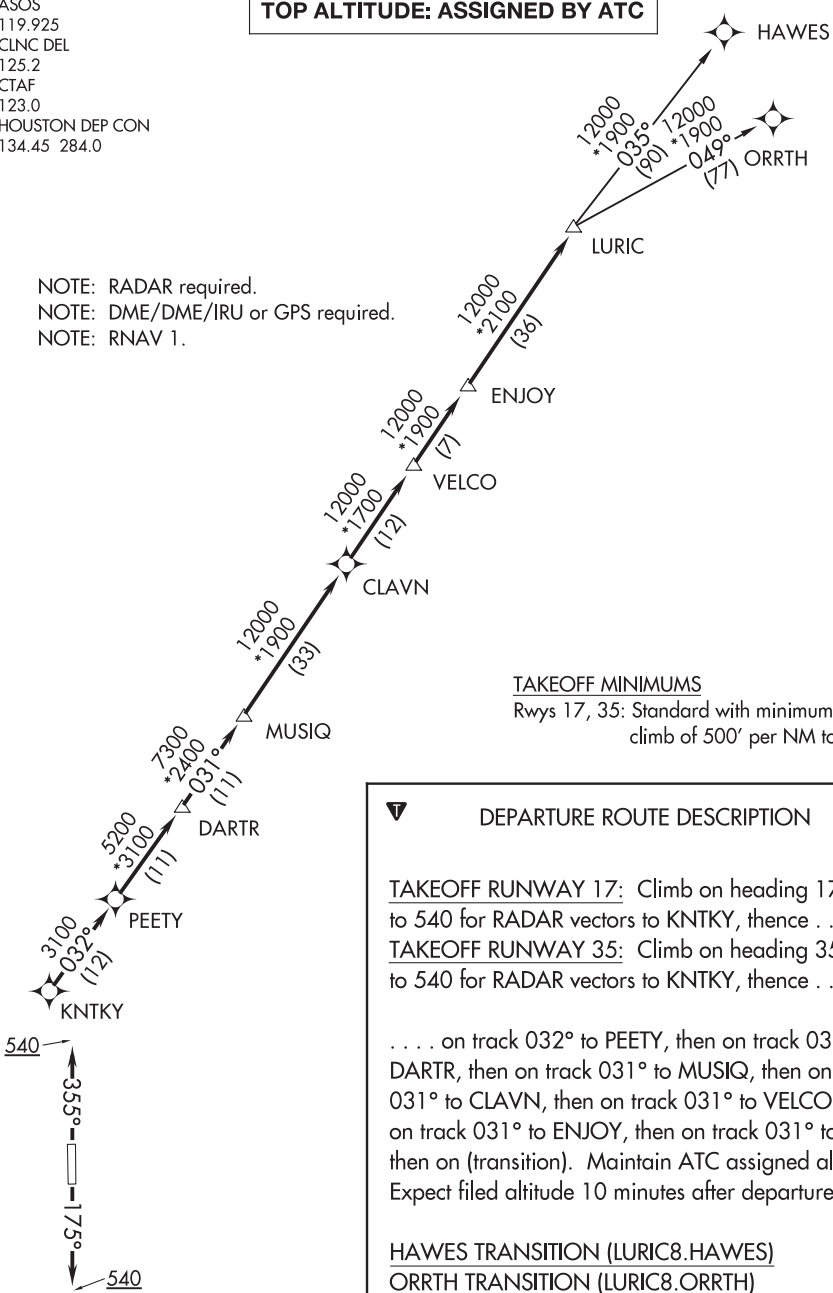 ASOS
119.925
CLNC DEL
125.2
CTAF
123.0
HOUSTON DEP CON
134.45 284.0
TOP ALTITUDE: ASSIGNED BY ATC
HAWES
12000
*1900
035°
(90)
12000
*1900
049°
(77)
ORRTH
LURIC
NOTE: RADAR required.
NOTE: DME/DME/IRU or GPS required.
NOTE: RNAV 1.
12000
*2100
(36)
ENJOY
12000
*1900
(7)
VELCO
12000
*1700
(12)
CLAVN
12000
*1900
(33)
MUSIQ
TAKEOFF MINIMUMS
Rwys 17, 35: Standard with minimum
climb of 500' per NM to
7300
*2400
031°
(11)
DARTR
5200
*3100
(11)
PEETY
3100
032°
(12)
KNTKY
540
355°
175°
540
T
DEPARTURE ROUTE DESCRIPTION
TAKEOFF RUNWAY 17: Climb on heading 17
to 540 for RADAR vectors to KNTKY, thence . .
TAKEOFF RUNWAY 35: Climb on heading 35
to 540 for RADAR vectors to KNTKY, thence . .
. . . . on track 032° to PEETY, then on track 03
DARTR, then on track 031° to MUSIQ, then on
031° to CLAVN, then on track 031° to VELCO
on track 031° to ENJOY, then on track 031° to
then on (transition). Maintain ATC assigned al
Expect filed altitude 10 minutes after departure
HAWES TRANSITION (LURIC8.HAWES)
ORRTH TRANSITION (LURIC8.ORRTH)